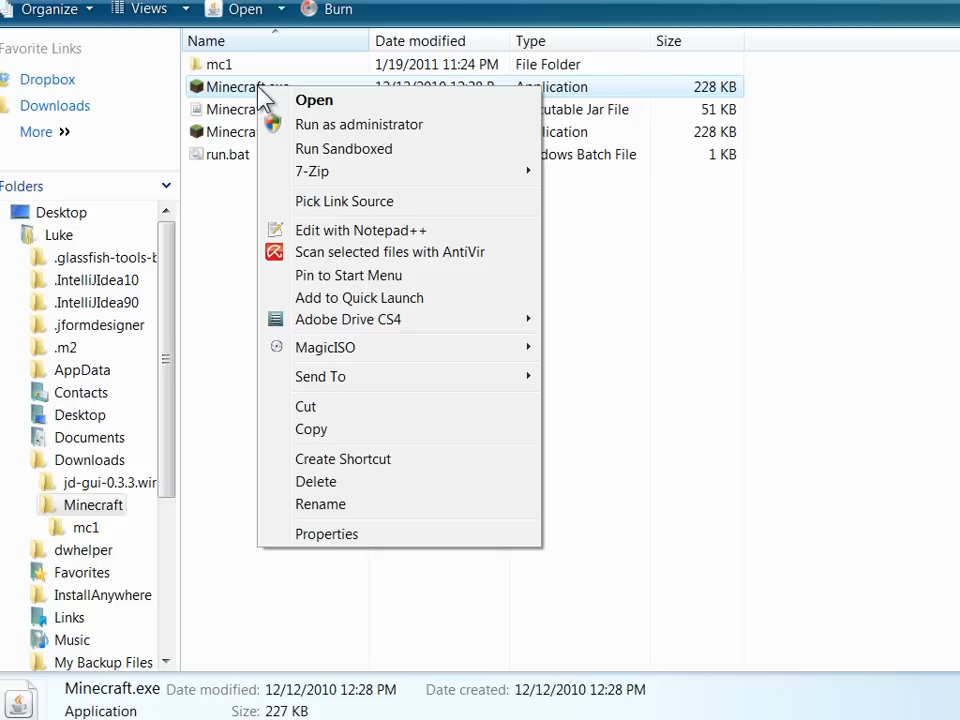 Organize Views Open Burn
Favorite Links
Dropbox
Downloads
More
Folders
Desktop
Luke
.glassfish-tools-b
.IntelliJIdea10
.IntelliJIdea90
.jformdesigner
.m2
AppData
Contacts
Desktop
Documents
Downloads
jd-gui-0.3.3.win
Minecraft
mc1
dwhelper
Favorites
InstallAnywhere
Links
Music
My Backup Files
Name Date modified Type Size
mc1 1/19/2011 11:24 PM File Folder
Minecraft.exe 12/12/2010 12:28 P Application 228 KB
Minecra utable Jar File 51 KB
Minecra lication 228 KB
run.bat dows Batch File 1 KB
Open
Run as administrator
Run Sandboxed
7-Zip
Pick Link Source
Edit with Notepad++
Scan selected files with AntiVir
Pin to Start Menu
Add to Quick Launch
Adobe Drive CS4
MagicISO
Send To
Cut
Copy
Create Shortcut
Delete
Rename
Properties
Minecraft.exe Date modified: 12/12/2010 12:28 PM Date created: 12/12/2010 12:28 PM
Application Size: 227 KB